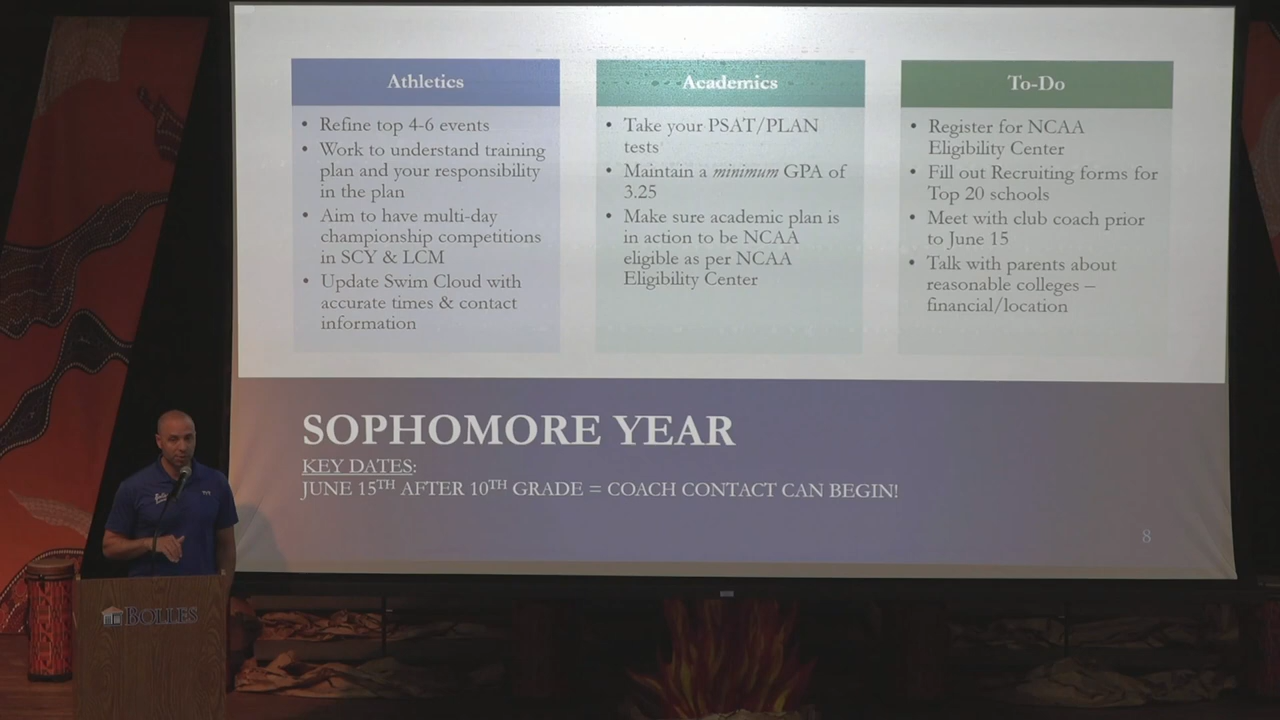 Athletics
• Refine top 4-6 events
• Work to understand training
plan and your responsibility
in the plan
• Aim to have multi-day
championship competitions
in SCY & LCM
• Update Swim Cloud with
accurate times & contact
information
Academics
• Take your PSAT/PLAN
tests
• Maintain a minimum GPA of
3.25
• Make sure academic plan is
in action to be NCAA
eligible as per NCAA
Eligibility Center
To-Do
• Register for NCAA
Eligibility Center
• Fill out Recruiting forms for
Top 20 schools
• Meet with club coach prior
to June 15
• Talk with parents about
reasonable colleges –
financial/location
SOPHOMORE YEAR
KEY DATES:
JUNE 15TH AFTER 10TH GRADE = COACH CONTACT CAN BEGIN!
8
BOLLES